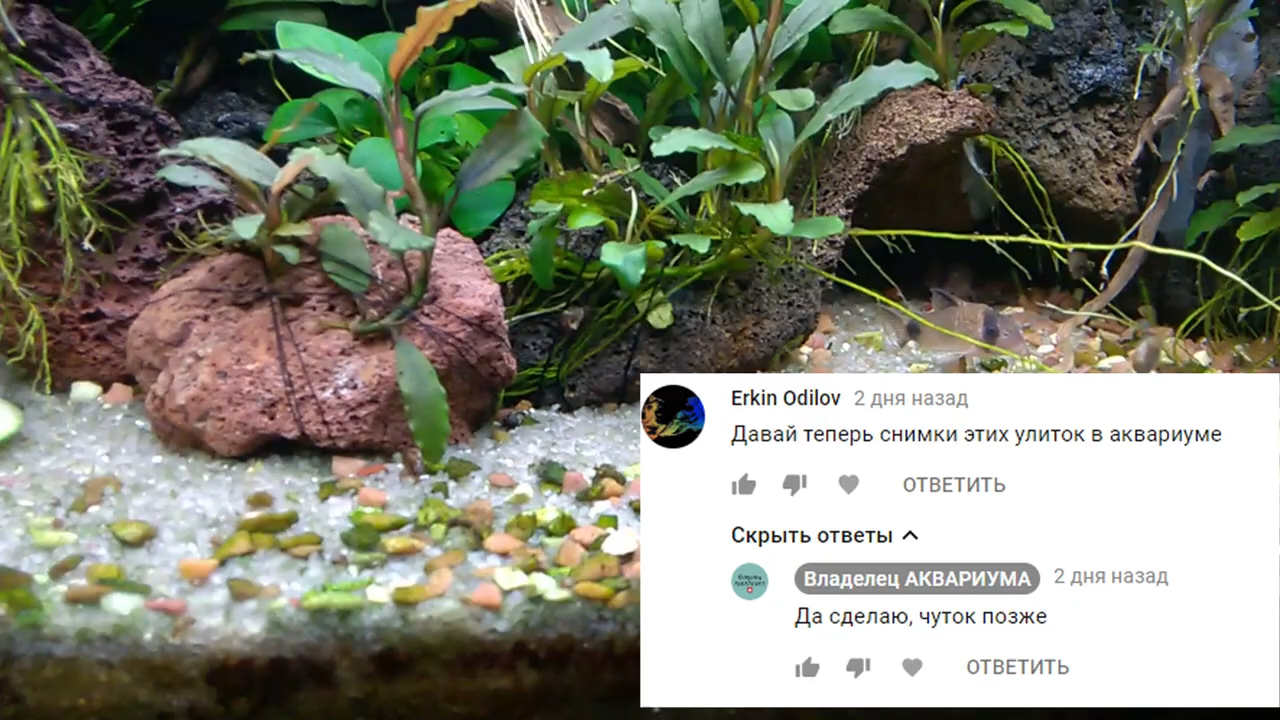 Erkin Odilov 2 дня назад
Давай теперь снимки этих улиток в аквариуме
ОТВЕТИТЬ
Скрыть ответы
Владелец АКВАРИУМА 2 дня назад
Да сделаю, чуток позже
ОТВЕТИТЬ